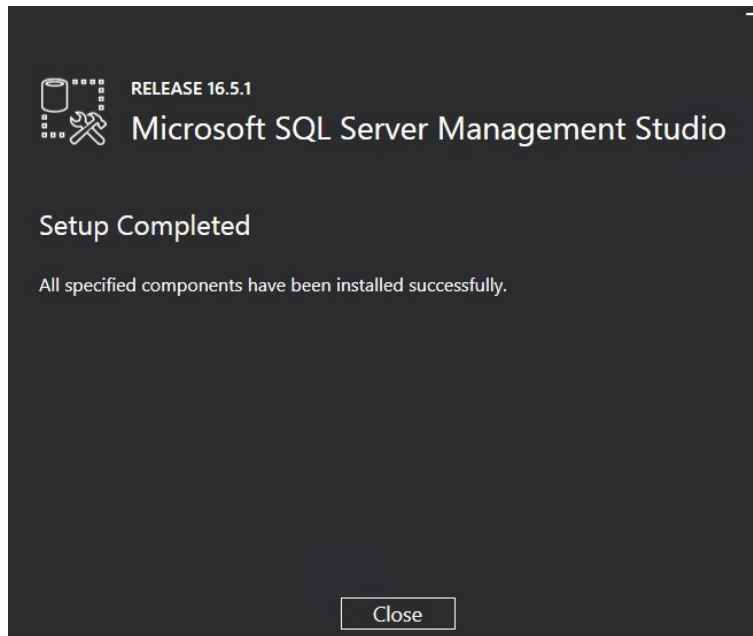 RELEASE 16.5.1
Microsoft SQL Server Management Studio
Setup Completed
All specified components have been installed successfully.
Close